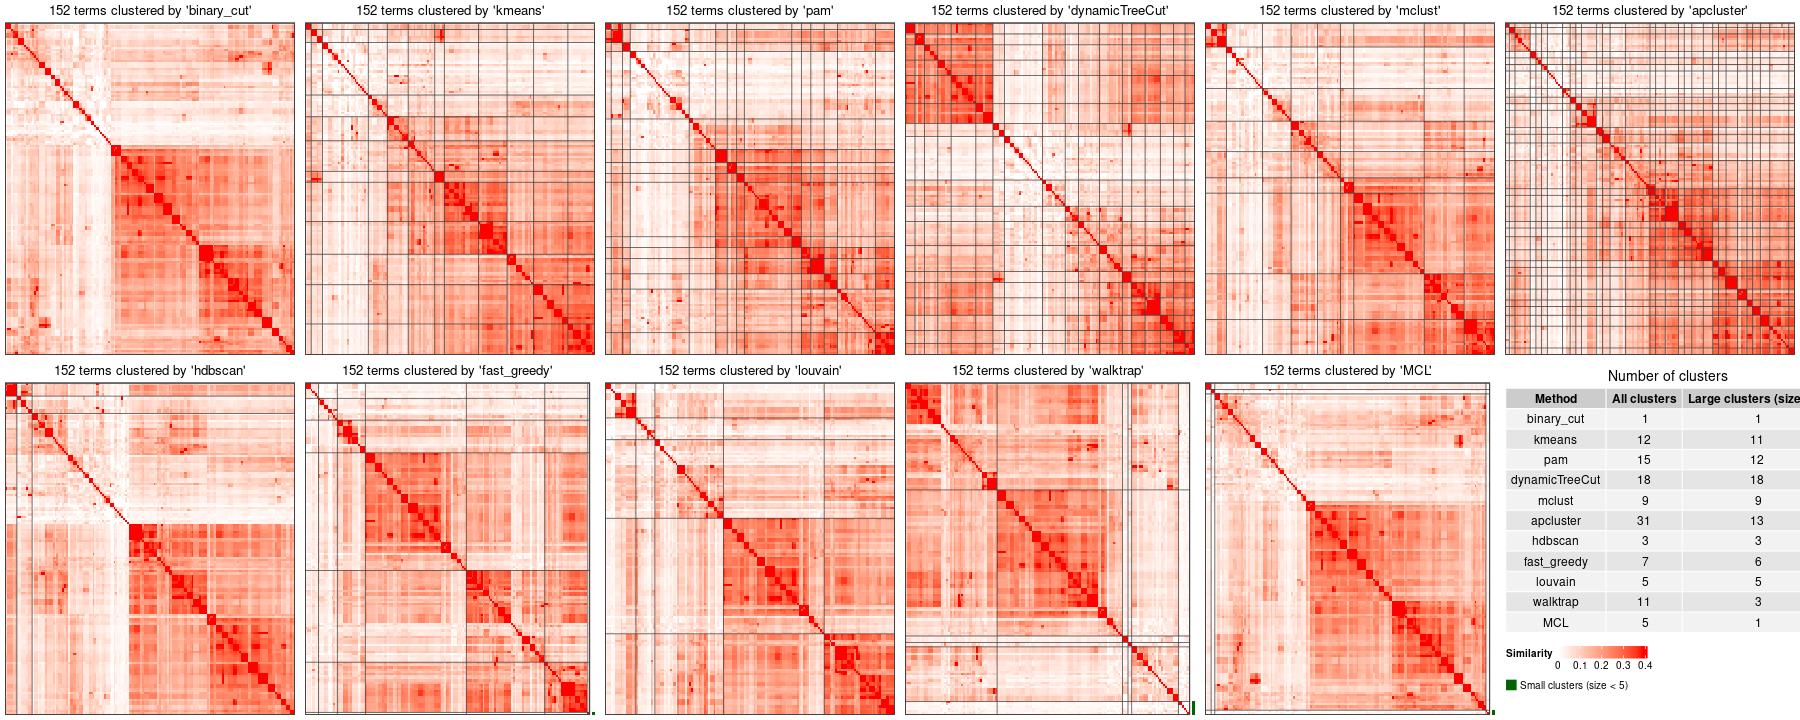 152 terms clustered by 'binary_cut'
152 terms clustered by 'kmeans'
152 terms clustered by 'pam'
152 terms clustered by 'dynamicTreeCut'
152 terms clustered by 'mclust'
152 terms clustered by 'apcluster'
152 terms clustered by 'hdbscan'
152 terms clustered by 'fast_greedy'
152 terms clustered by 'louvain'
152 terms clustered by 'walktrap'
152 terms clustered by 'MCL'
Number of clusters
Method All clusters Large clusters (size
binary_cut 1 1
kmeans 12 11
pam 15 12
dynamicTreeCut 18 18
mclust 9 9
apcluster 31 13
hdbscan 3 3
fast_greedy 7 6
louvain 5 5
walktrap 11 3
MCL 5 1
Similarity
0 0.1 0.2 0.3 0.4
Small clusters (size < 5)